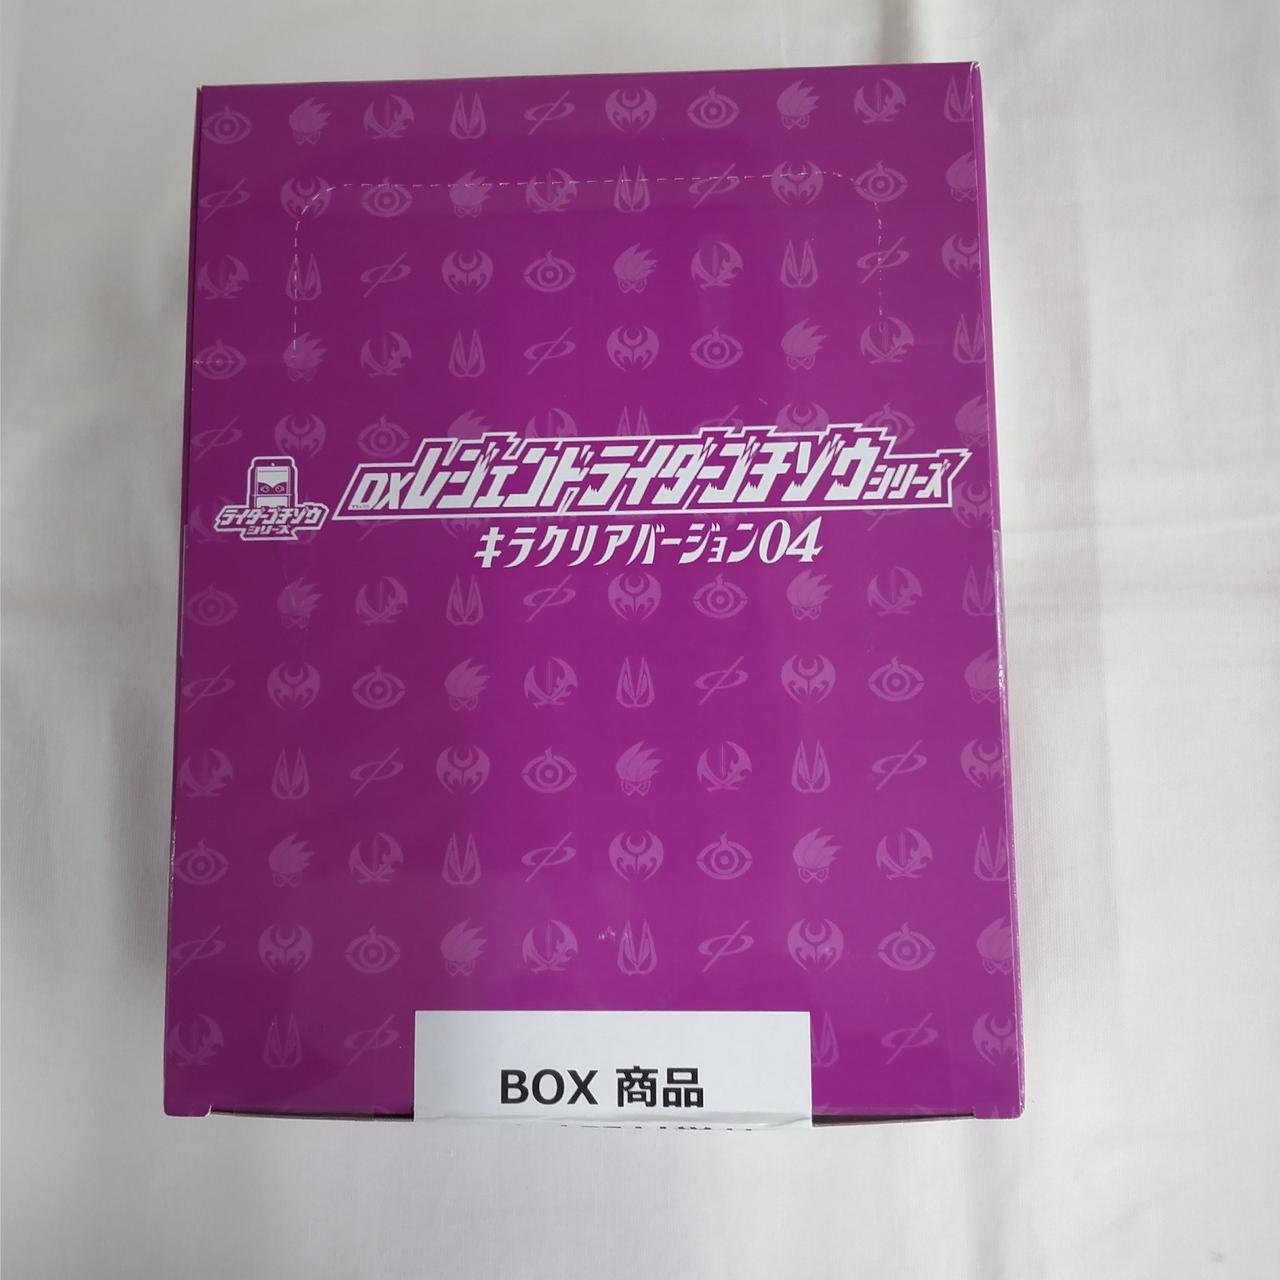 ライダーゴチゾウ
シリーズ
DXレジェンドライダーゴチゾウシリーズ
キラクリアバージョン04
BOX 商品